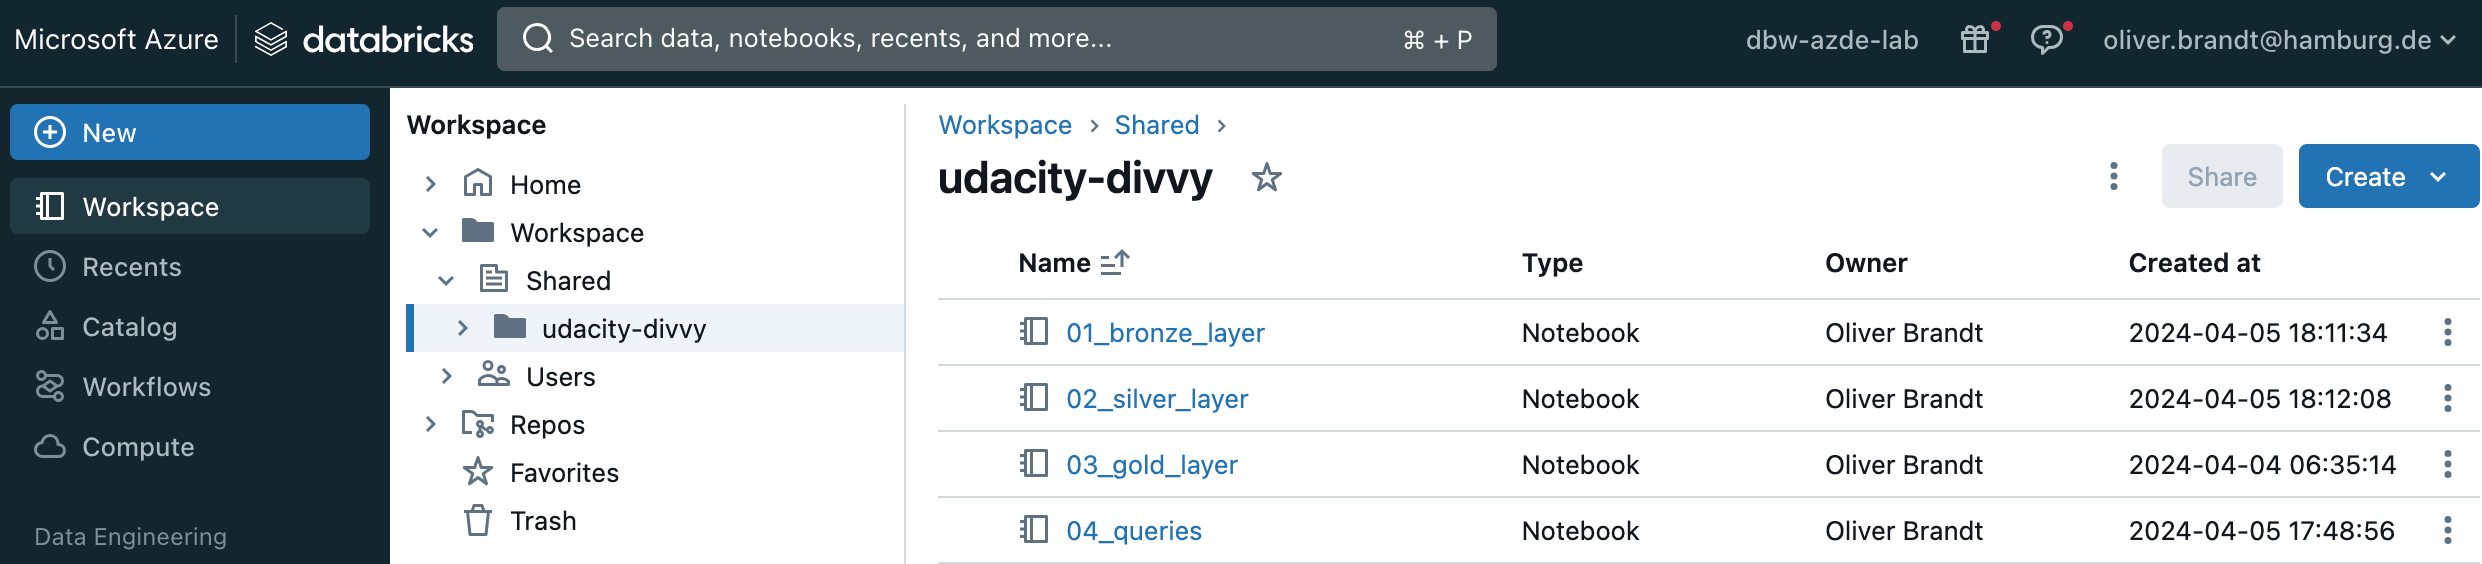 Microsoft Azure databricks Search data, notebooks, recents, and more... ⌘ + P dbw-azde-lab oliver.brandt@hamburg.de
New
Workspace
Recents
Catalog
Workflows
Compute
Data Engineering
Workspace
Home
Workspace
Shared
udacity-divvy
Users
Repos
Favorites
Trash
Workspace > Shared >
udacity-divvy Share Create
Name Type Owner Created at
01_bronze_layer Notebook Oliver Brandt 2024-04-05 18:11:34
02_silver_layer Notebook Oliver Brandt 2024-04-05 18:12:08
03_gold_layer Notebook Oliver Brandt 2024-04-04 06:35:14
04_queries Notebook Oliver Brandt 2024-04-05 17:48:56